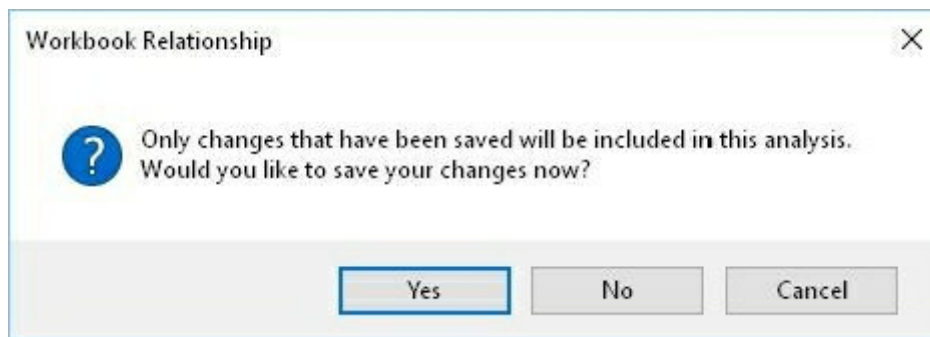 Workbook Relationship
Only changes that have been saved will be included in this analysis.
Would you like to save your changes now?
Yes No Cancel